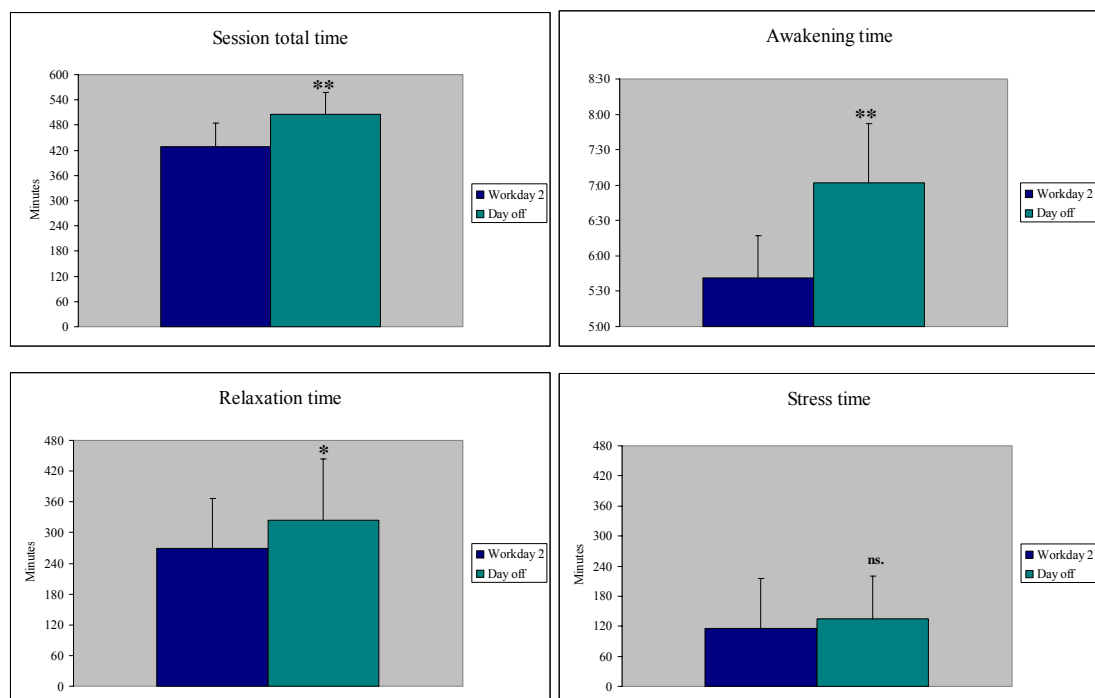 Session total time
**
600
540
480
420
360
300
240
180
120
60
0
Minutes
Workday 2
Day off
Awakening time
**
8:30
8:00
7:30
7:00
6:30
6:00
5:30
5:00
Workday 2
Day off
Relaxation time
*
480
420
360
300
240
180
120
60
0
Minutes
Workday 2
Day off
Stress time
ns.
480
420
360
300
240
180
120
60
0
Minutes
Workday 2
Day off